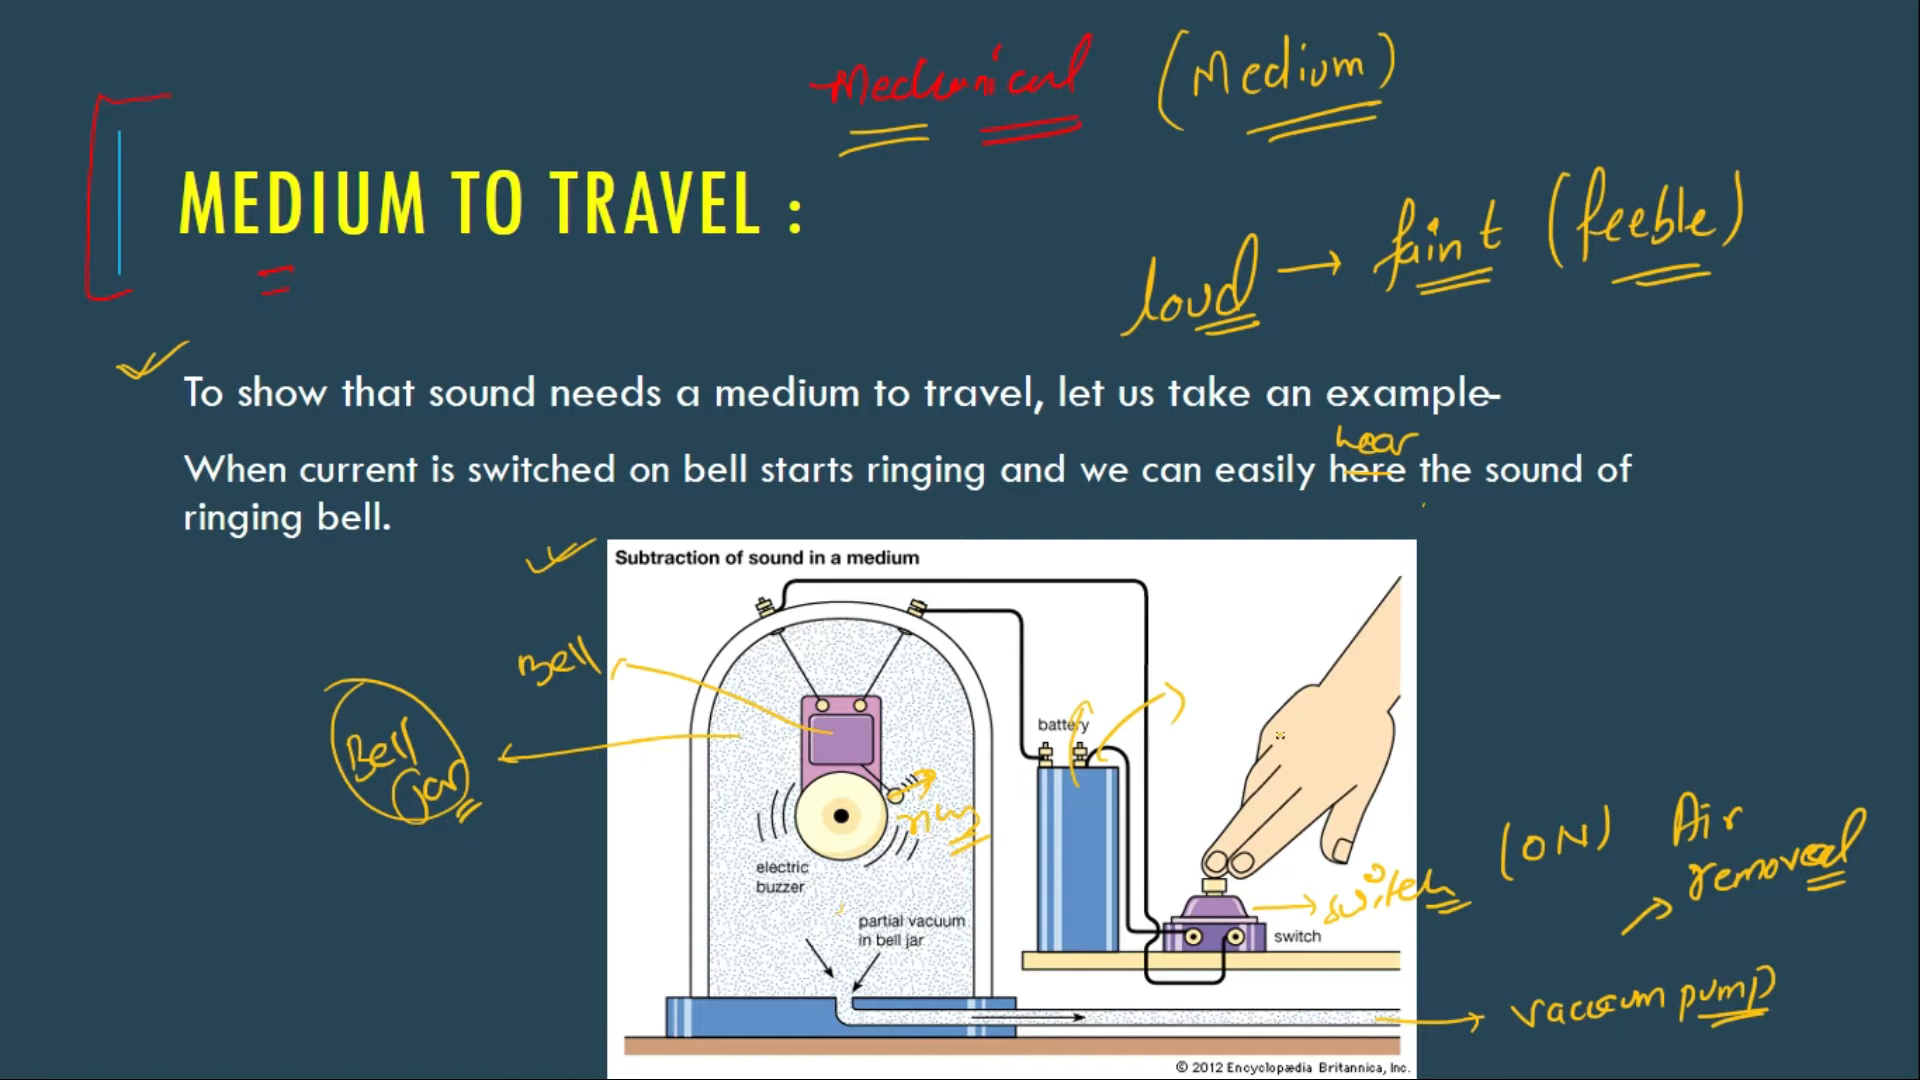 Mechanical (Medium)
MEDIUM TO TRAVEL :
loud → faint (feeble)
To show that sound needs a medium to travel, let us take an example-
hear
When current is switched on bell starts ringing and we can easily here the sound of
ringing bell.
Subtraction of sound in a medium
Bell
battery
Bell
Jar
ring
electric
buzzer
(ON) Air
removed
switch
partial vacuum
in bell jar
switch
vacuum pump
© 2012 Encyclopædia Britannica, Inc.